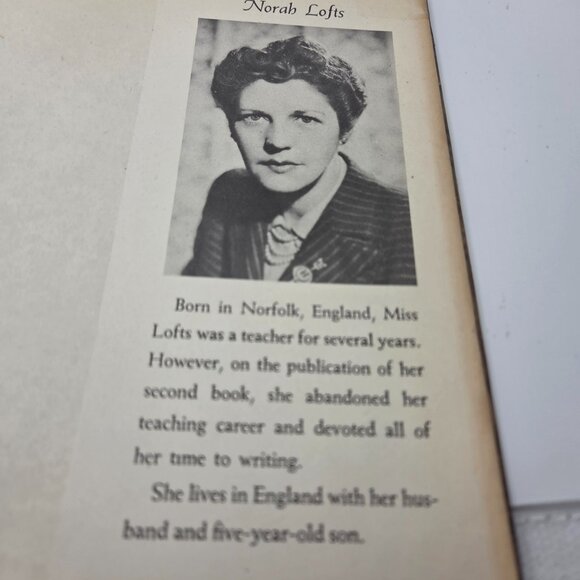 Norah Lofts
Born in Norfolk, England, Miss
Lofts was a teacher for several years.
However, on the publication of her
second book, she abandoned her
teaching career and devoted all of
her time to writing.
She lives in England with her hus-
band and five-year-old son.